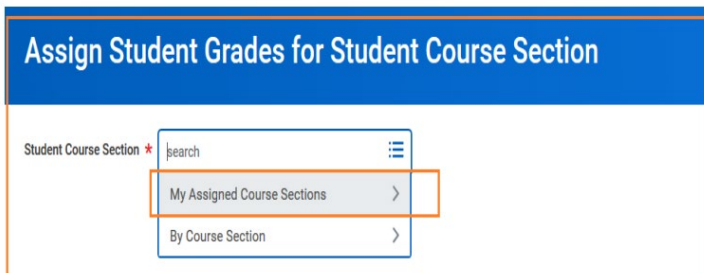 Assign Student Grades for Student Course Section
Student Course Section * search
My Assigned Course Sections
By Course Section